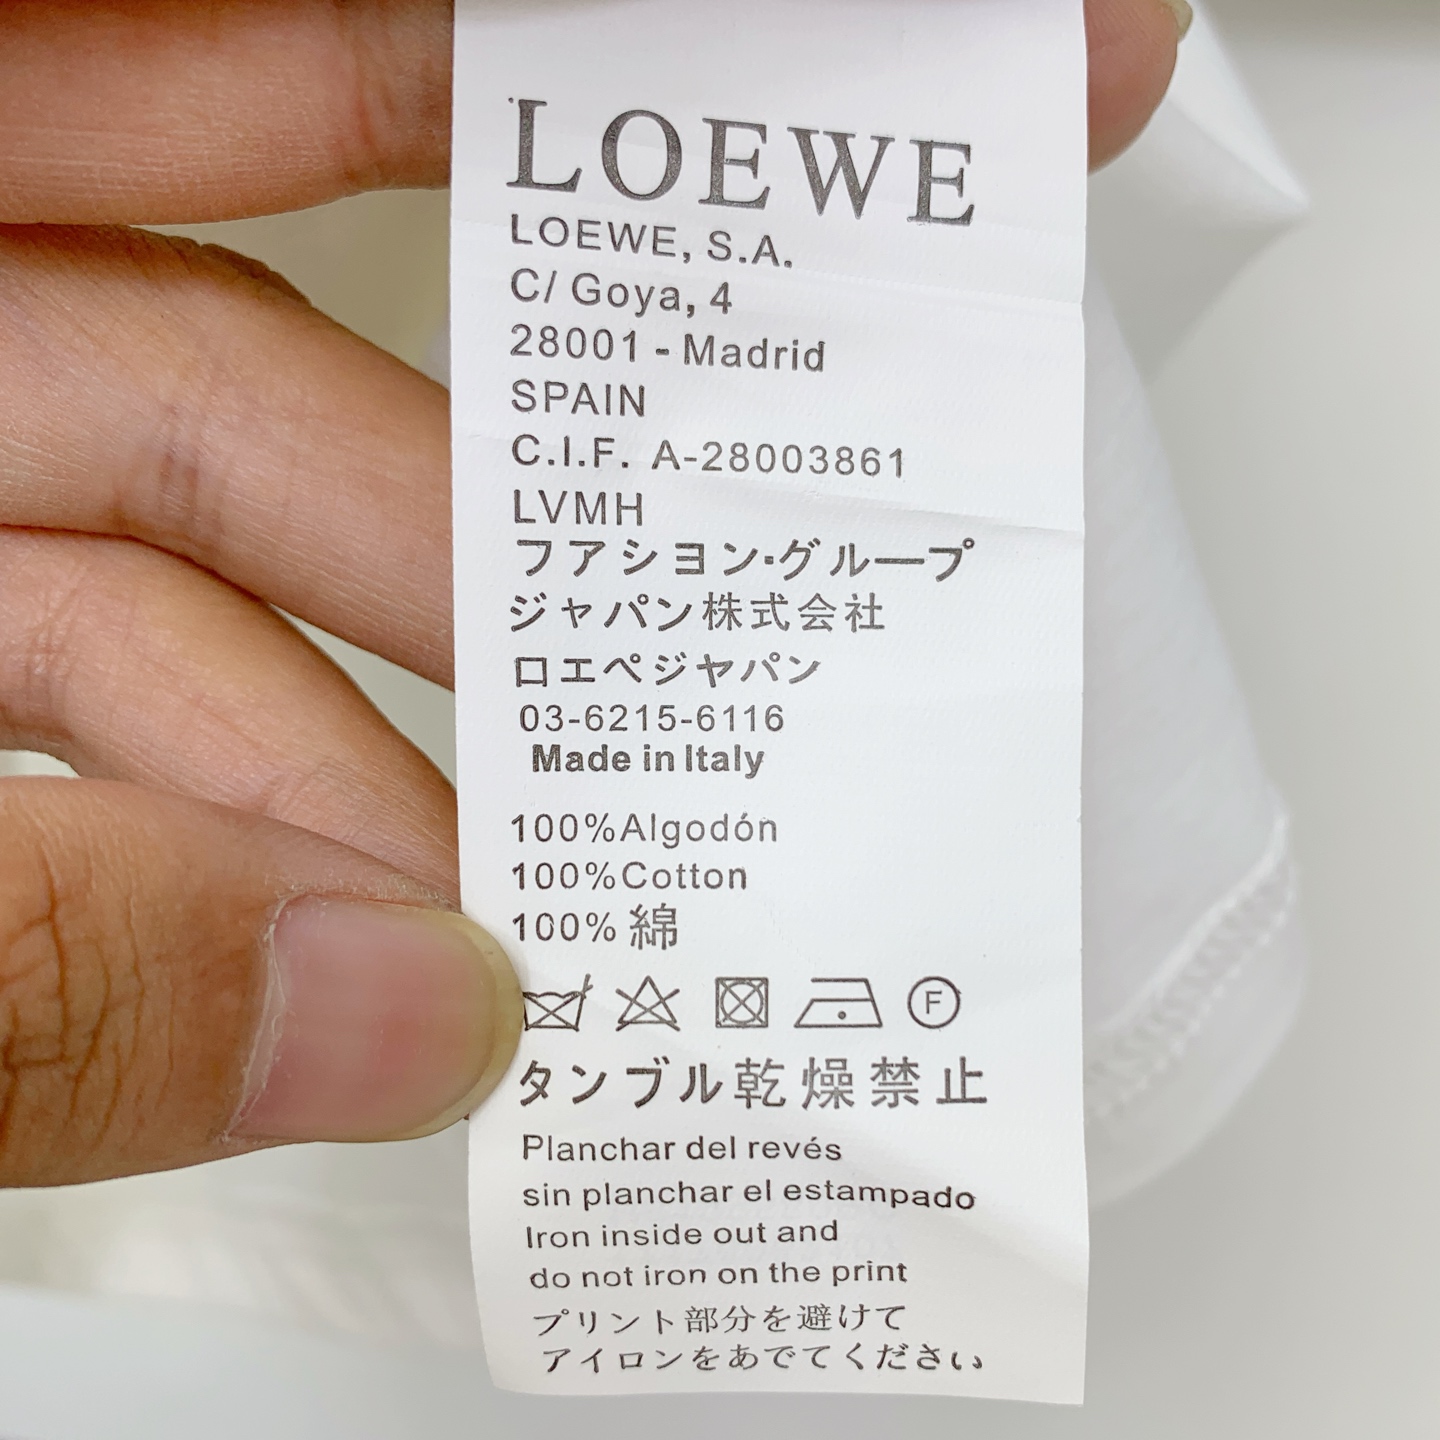 LOEWE
LOEWE, S.A.
C/ Goya, 4
28001 - Madrid
SPAIN
C.I.F. A-28003861
LVMH
フアシヨン·グループ
ジャパン株式会社
ロエペジヤパン
03-6215-6116
Made in Italy
100%Algodón
100%Cotton
100%綿
F
タンブル乾燥禁止
Planchar del revés
sin planchar el estampado
Iron inside out and
do not iron on the print
プリント部分を避けて
アイロンをあでてください